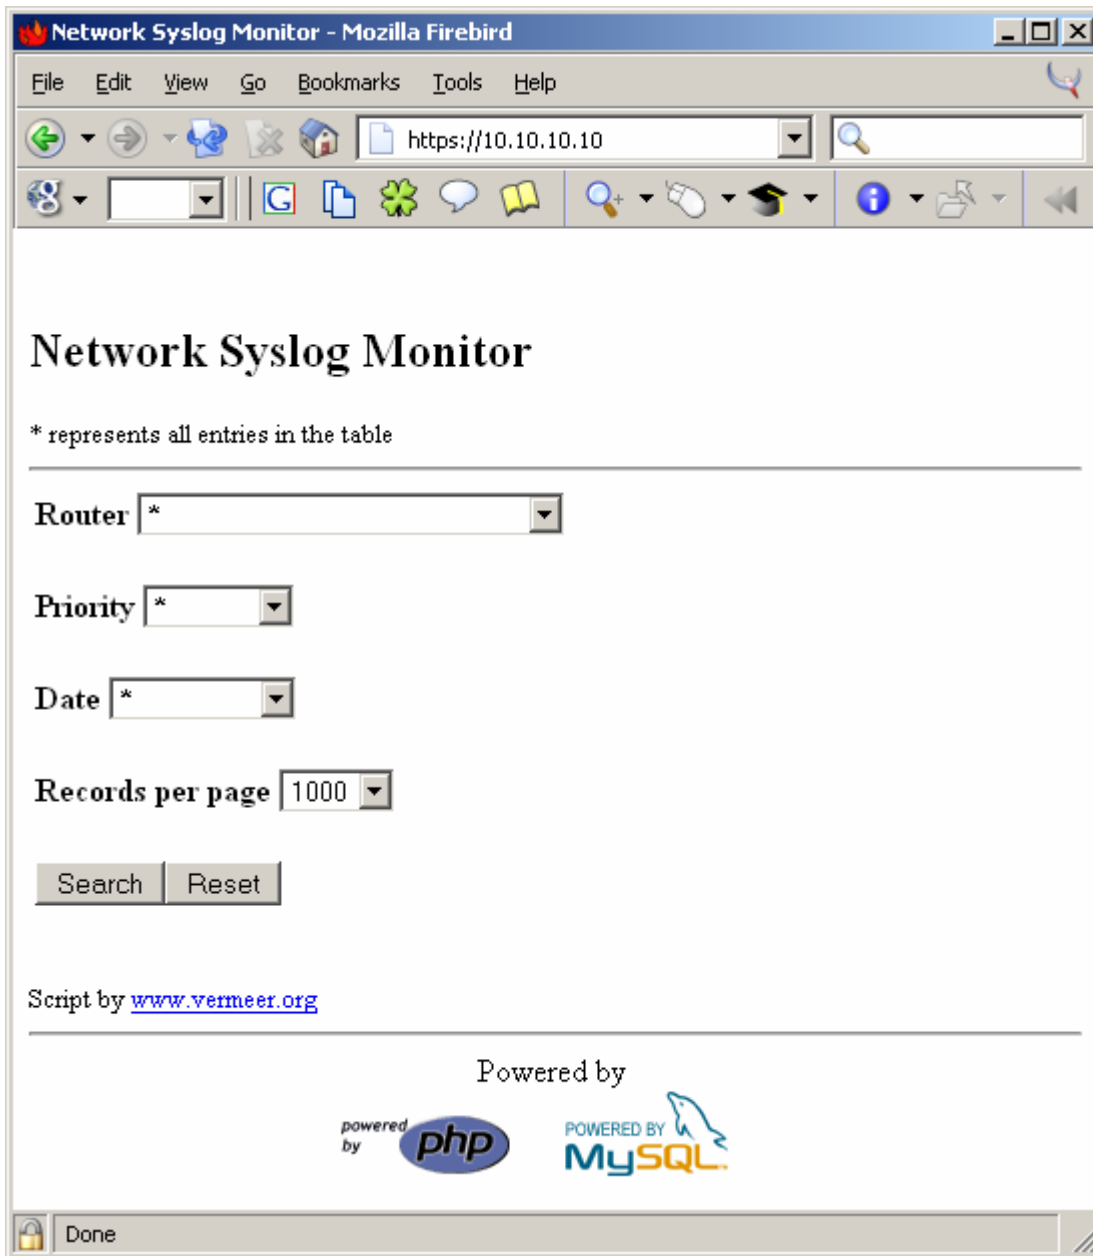 Network Syslog Monitor - Mozilla Firebird
File Edit View Go Bookmarks Tools Help
https://10.10.10.10
G
i
Network Syslog Monitor
* represents all entries in the table
Router *
Priority *
Date *
Records per page 1000
Search Reset
Script by www.vermeer.org
Powered by
powered by php
POWERED BY MySQL
Done